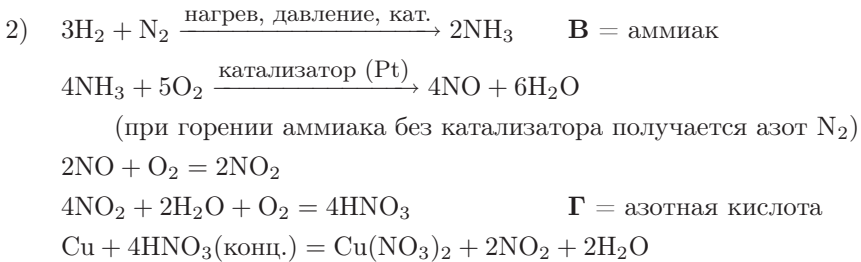 2) 3H₂ + N₂ —нагрев, давление, кат.→ 2NH₃ В = аммиак
4NH₃ + 5O₂ —катализатор (Pt)→ 4NO + 6H₂O
(при горении аммиака без катализатора получается азот N₂)
2NO + O₂ = 2NO₂
4NO₂ + 2H₂O + O₂ = 4HNO₃ Г = азотная кислота
Cu + 4HNO₃(конц.) = Cu(NO₃)₂ + 2NO₂ + 2H₂O